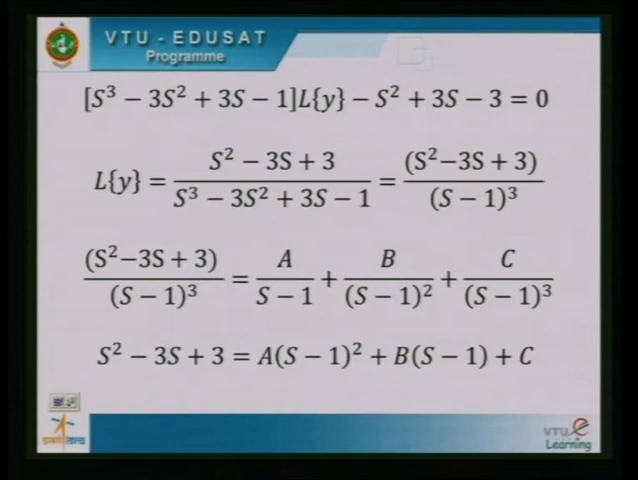 VTU - EDUSAT
Programme
[S³ − 3S² + 3S − 1]L{y} − S² + 3S − 3 = 0
L{y} = (S² − 3S + 3)/(S³ − 3S² + 3S − 1) = (S²−3S + 3)/(S − 1)³
(S²−3S + 3)/(S − 1)³ = A/(S − 1) + B/(S − 1)² + C/(S − 1)³
S² − 3S + 3 = A(S − 1)² + B(S − 1) + C
VTU e
Learning